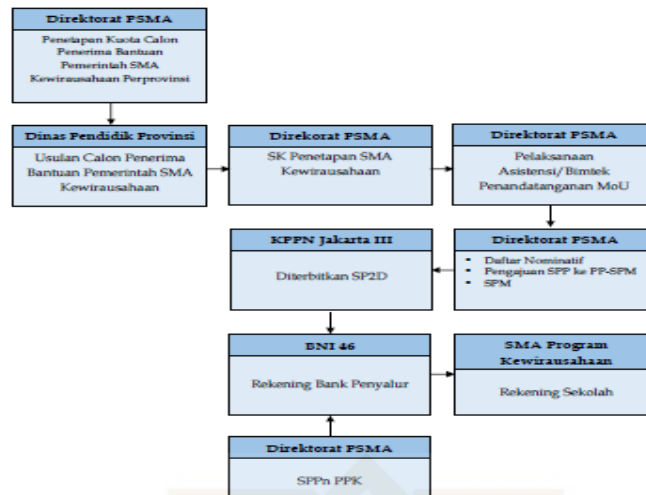 Direktorat PSMA
Penetapan Kuota Calon
Penerima Bantuan
Pemerintah SMA
Kewirausahaan Perprovinsi
Dinas Pendidik Provinsi
Usulan Calon Penerima
Bantuan Pemerintah SMA
Kewirausahaan
Direkorat PSMA
SK Penetapan SMA
Kewirausahaan
Direktorat PSMA
Pelaksanaan
Asistensi/Bimtek
Penandatanganan MoU
KPPN Jakarta III
Diterbitkan SP2D
Direktorat PSMA
• Daftar Nominatif
• Pengajuan SPP ke PP-SPM
• SPM
BNI 46
Rekening Bank Penyalur
SMA Program
Kewirausahaan
Rekening Sekolah
Direktorat PSMA
SPPn PPK